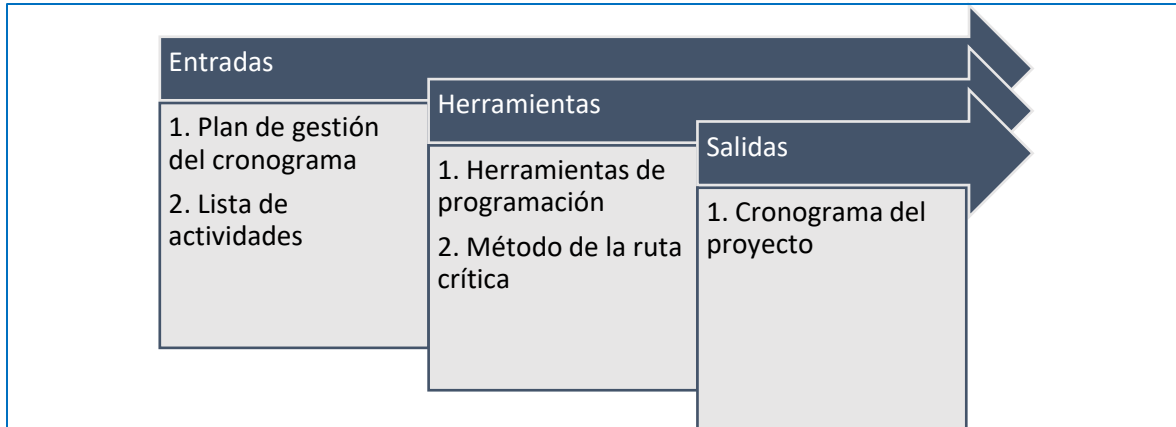 Entradas
1. Plan de gestión
del cronograma
2. Lista de
actividades
Herramientas
1. Herramientas de
programación
2. Método de la ruta
crítica
Salidas
1. Cronograma del
proyecto